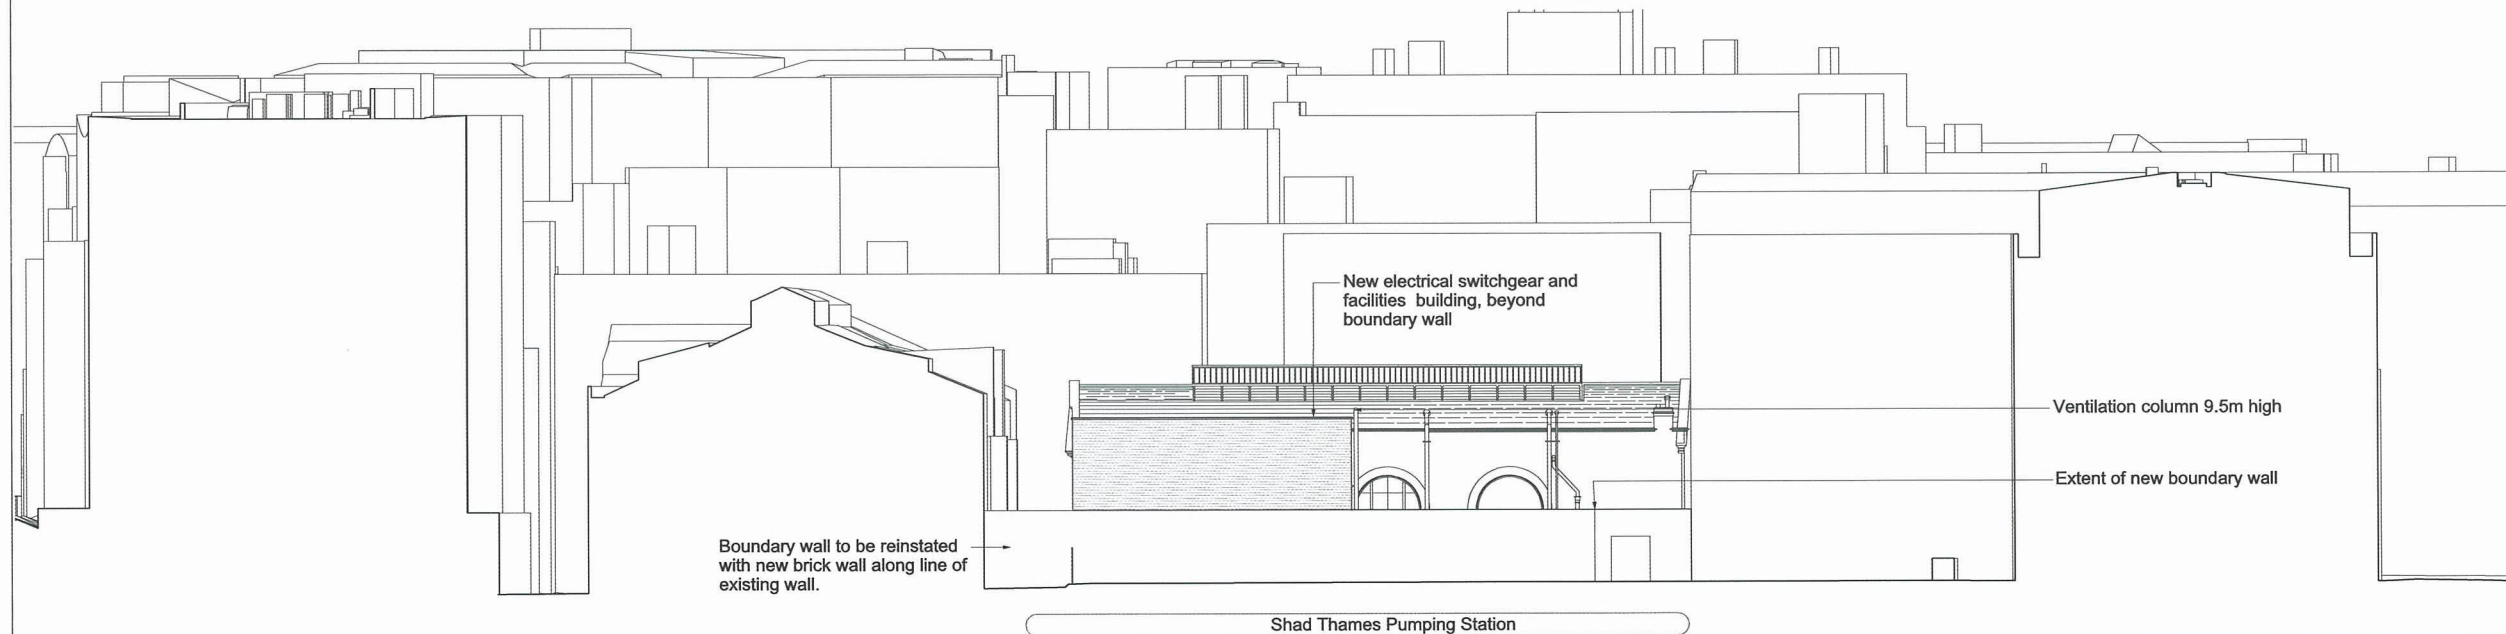 New electrical switchgear and
facilities building, beyond
boundary wall
Ventilation column 9.5m high
Extent of new boundary wall
Boundary wall to be reinstated
with new brick wall along line of
existing wall.
Shad Thames Pumping Station